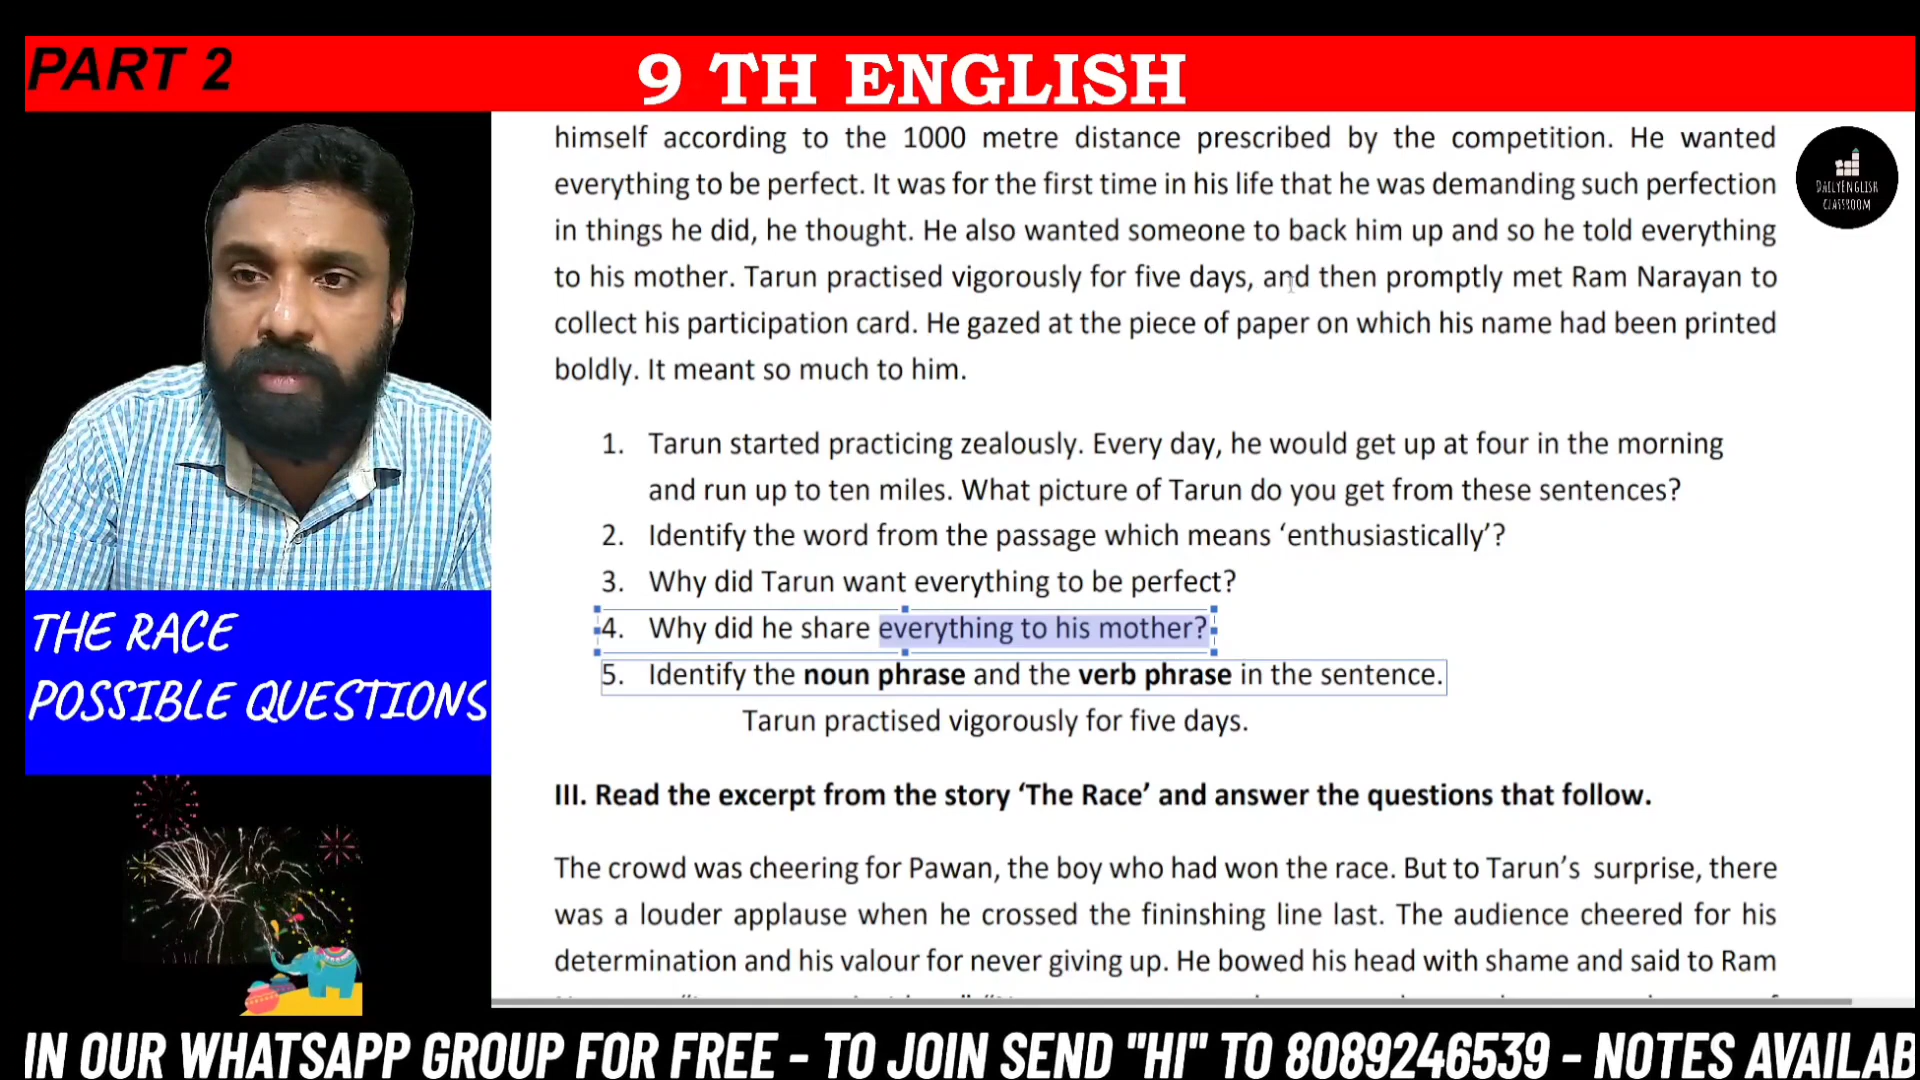 PART 2
9 TH ENGLISH
himself according to the 1000 metre distance prescribed by the competition. He wanted
everything to be perfect. It was for the first time in his life that he was demanding such perfection
in things he did, he thought. He also wanted someone to back him up and so he told everything
to his mother. Tarun practised vigorously for five days, and then promptly met Ram Narayan to
collect his participation card. He gazed at the piece of paper on which his name had been printed
boldly. It meant so much to him.
DAILYENGLISH
CLASSROOM
1. Tarun started practicing zealously. Every day, he would get up at four in the morning
and run up to ten miles. What picture of Tarun do you get from these sentences?
2. Identify the word from the passage which means ‘enthusiastically’?
3. Why did Tarun want everything to be perfect?
4. Why did he share everything to his mother?
5. Identify the noun phrase and the verb phrase in the sentence.
Tarun practised vigorously for five days.
THE RACE
POSSIBLE QUESTIONS
III. Read the excerpt from the story ‘The Race’ and answer the questions that follow.
The crowd was cheering for Pawan, the boy who had won the race. But to Tarun’s surprise, there
was a louder applause when he crossed the fininshing line last. The audience cheered for his
determination and his valour for never giving up. He bowed his head with shame and said to Ram
IN OUR WHATSAPP GROUP FOR FREE - TO JOIN SEND "HI" TO 8089246539 - NOTES AVAILAB